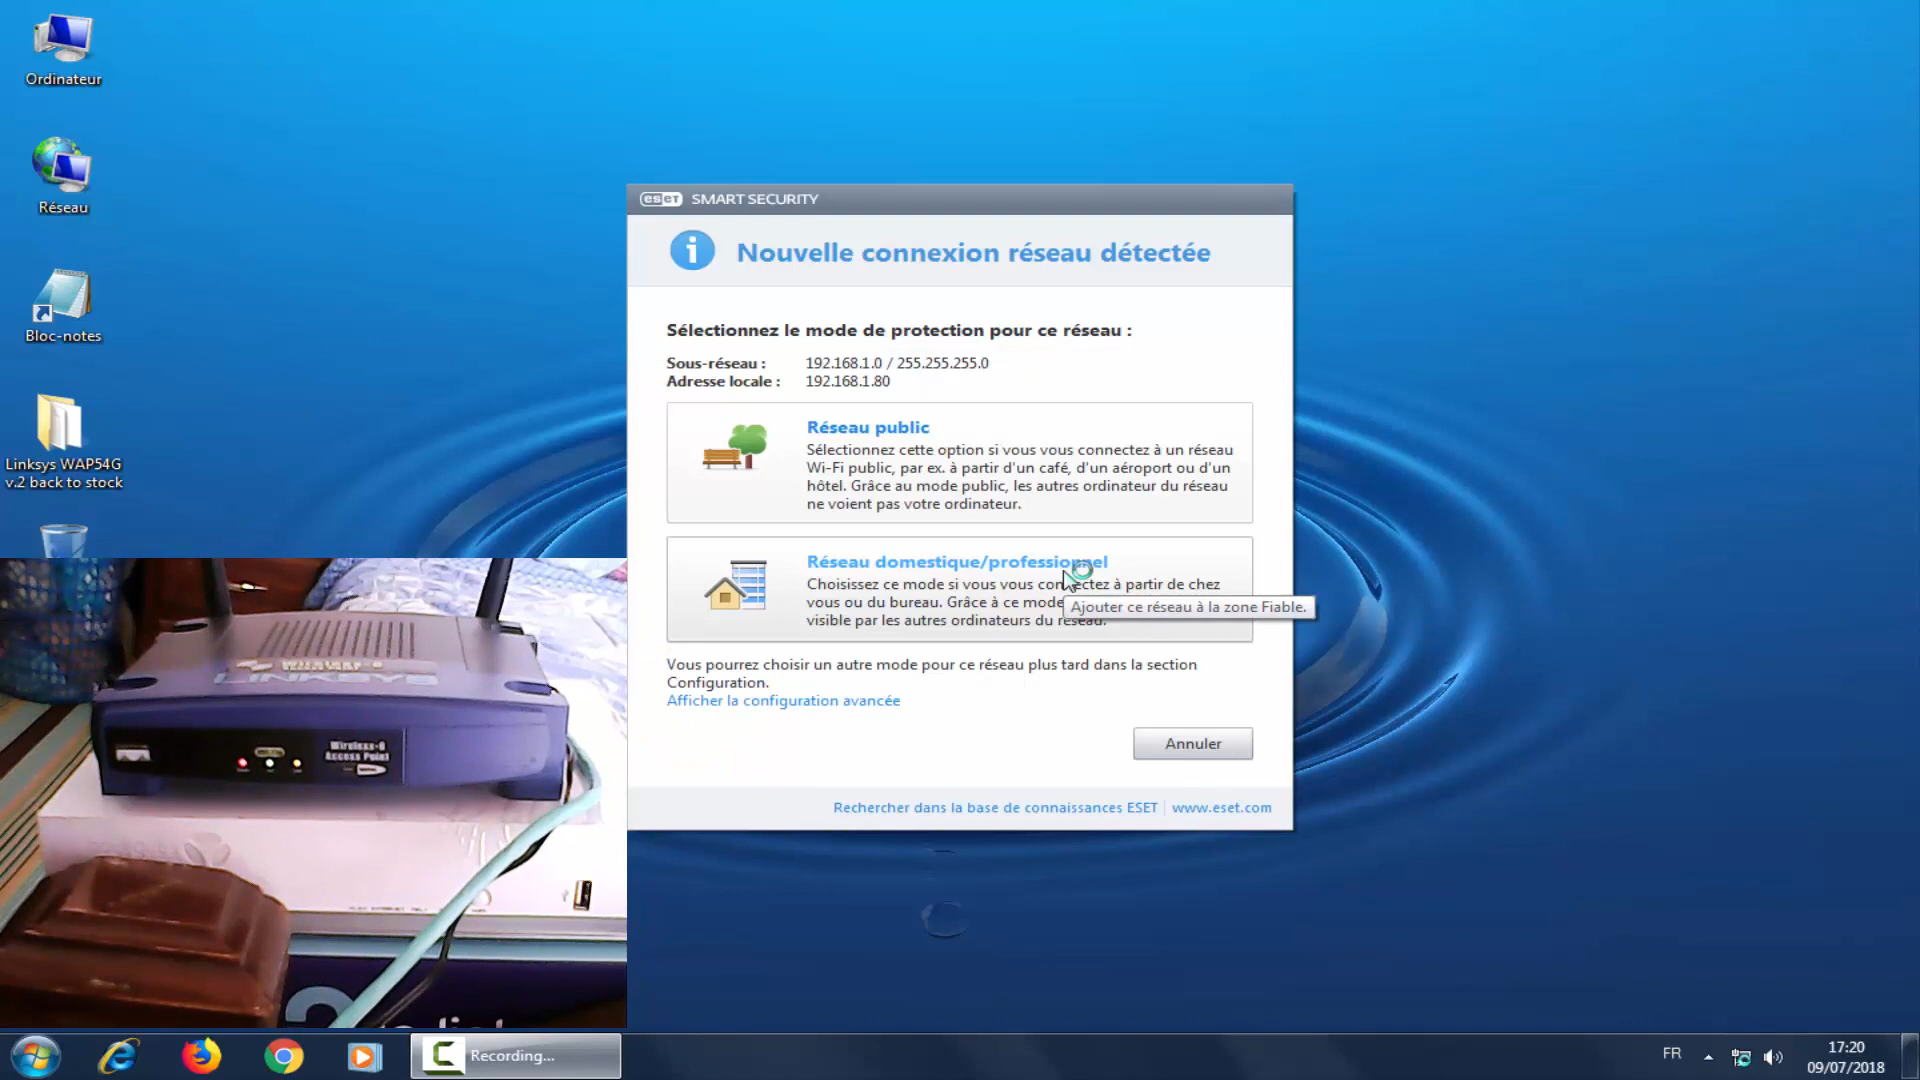 Ordinateur
Réseau
Bloc-notes
Linksys WAP54G
v.2 back to stock
eseT SMART SECURITY
Nouvelle connexion réseau détectée
Sélectionnez le mode de protection pour ce réseau :
Sous-réseau : 192.168.1.0 / 255.255.255.0
Adresse locale : 192.168.1.80
Réseau public
Sélectionnez cette option si vous vous connectez à un réseau
Wi-Fi public, par ex. à partir d'un café, d'un aéroport ou d'un
hôtel. Grâce au mode public, les autres ordinateur du réseau
ne voient pas votre ordinateur.
Réseau domestique/professionnel
Choisissez ce mode si vous vous connectez à partir de chez
vous ou du bureau. Grâce à ce mode
Ajouter ce réseau à la zone Fiable.
visible par les autres ordinateurs du réseau.
Vous pourrez choisir un autre mode pour ce réseau plus tard dans la section
Configuration.
Afficher la configuration avancée
Annuler
Rechercher dans la base de connaissances ESET | www.eset.com
LINKSYS
Wireless-G
Access Point
Recording...
FR
17:20
09/07/2018